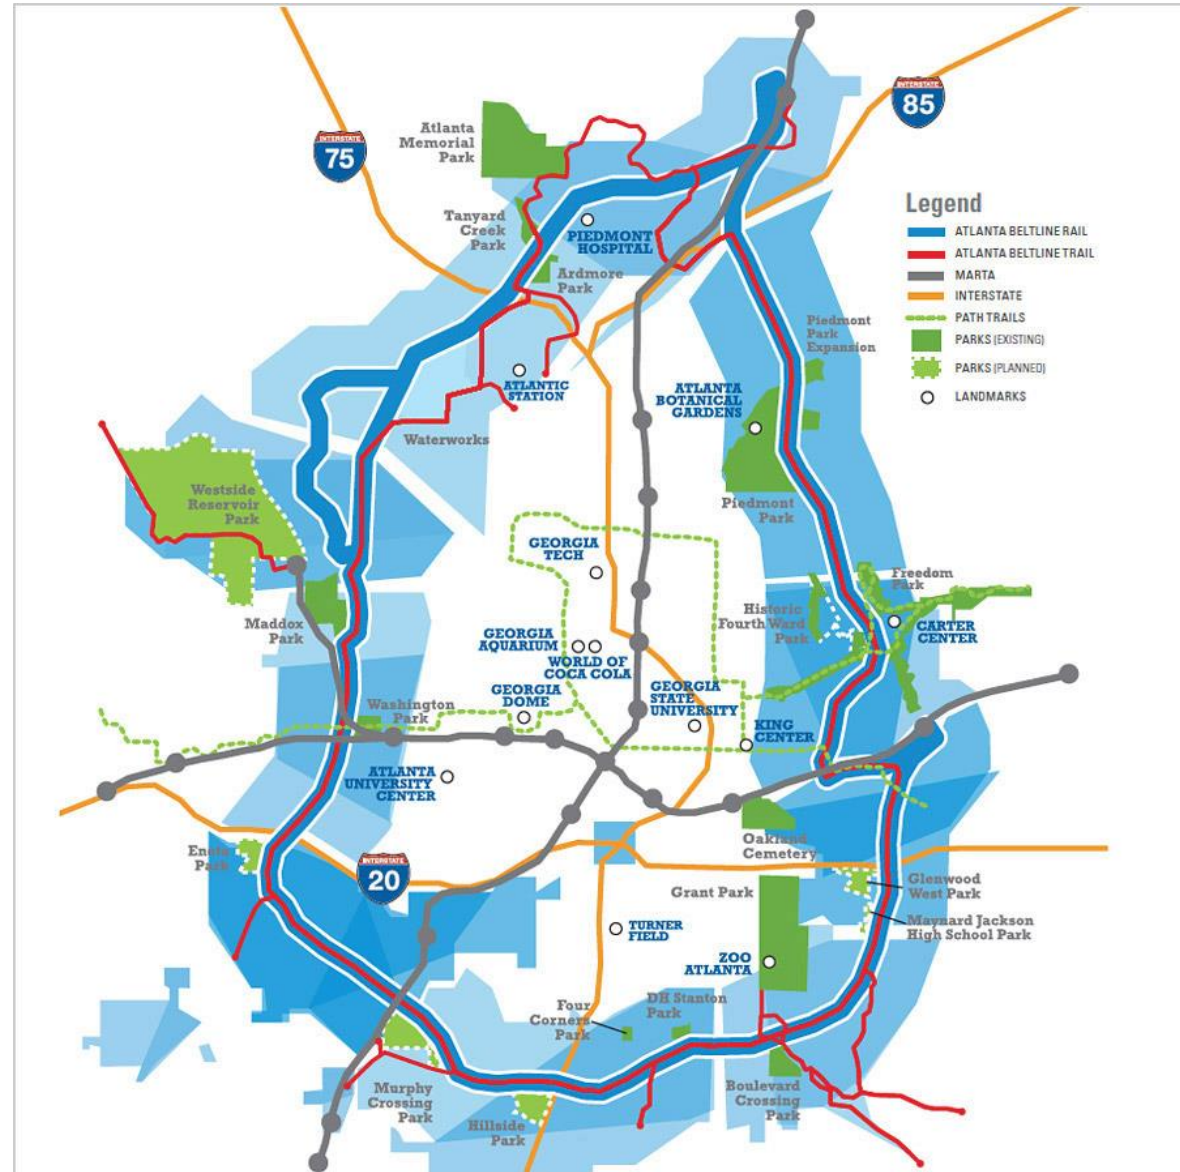 INTERSTATE
85
INTERSTATE
75
Atlanta
Memorial
Park
Tanyard
Creek
Park
PIEDMONT
HOSPITAL
Ardmore
Park
Legend
ATLANTA BELTLINE RAIL
ATLANTA BELTLINE TRAIL
MARTA
INTERSTATE
PATH TRAILS
PARKS (EXISTING)
PARKS (PLANNED)
LANDMARKS
Piedmont
Park
Expansion
ATLANTIC
STATION
ATLANTA
BOTANICAL
GARDENS
Waterworks
Westside
Reservoir
Park
Piedmont
Park
GEORGIA
TECH
Freedom
Park
Maddox
Park
Historic
Fourth Ward
Park
CARTER
CENTER
GEORGIA
AQUARIUM
WORLD OF
COCA COLA
GEORGIA
DOME
GEORGIA
STATE
UNIVERSITY
Washington
Park
KING
CENTER
ATLANTA
UNIVERSITY
CENTER
Oakland
Cemetery
Enota
Park
INTERSTATE
20
Grant Park
Glenwood
West Park
Maynard Jackson
High School Park
TURNER
FIELD
ZOO
ATLANTA
Four
Corners
Park
DH Stanton
Park
Murphy
Crossing
Park
Hillside
Park
Boulevard
Crossing
Park